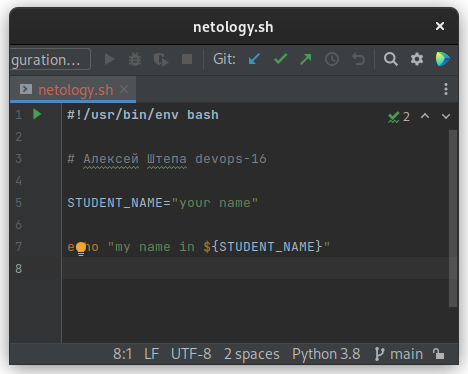 netology.sh
guration...
Git:
netology.sh
1 #!/usr/bin/env bash
2
2
3 # Алексей Штепа devops-16
4
5 STUDENT_NAME="your name"
6
7 echo "my name in ${STUDENT_NAME}"
8
8:1 LF UTF-8 2 spaces Python 3.8 main